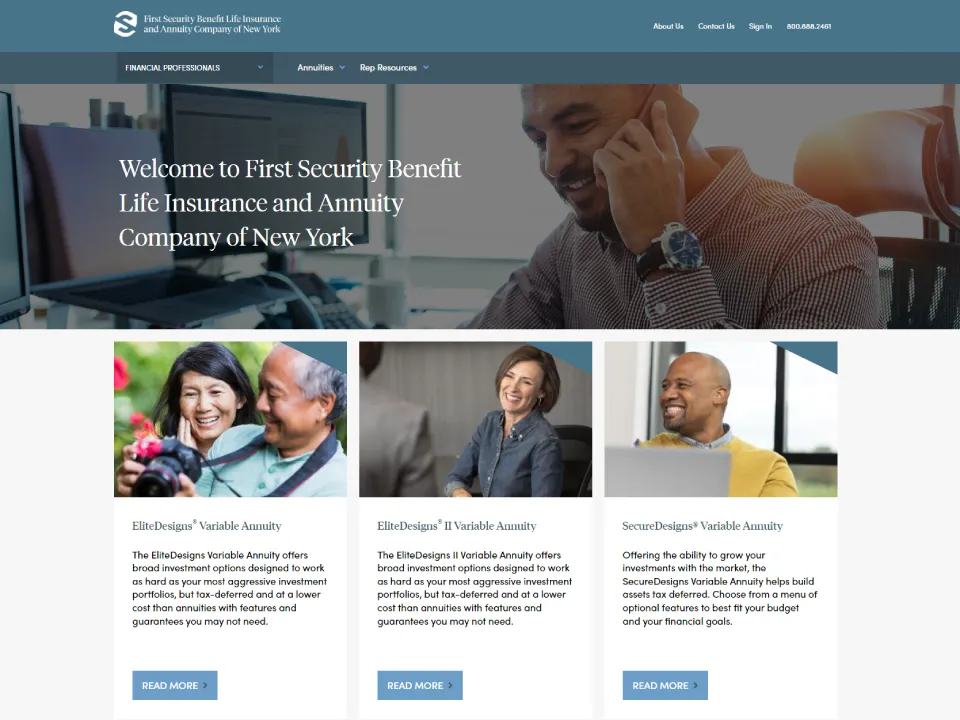 First Security Benefit Life Insurance
and Annuity Company of New York
About Us Contact Us Sign In 800.888.2461
FINANCIAL PROFESSIONALS Annuities Rep Resources
Welcome to First Security Benefit
Life Insurance and Annuity
Company of New York
EliteDesigns® Variable Annuity
The EliteDesigns Variable Annuity offers
broad investment options designed to work
as hard as your most aggressive investment
portfolios, but tax-deferred and at a lower
cost than annuities with features and
guarantees you may not need.
READ MORE >
EliteDesigns® II Variable Annuity
The EliteDesigns II Variable Annuity offers
broad investment options designed to work
as hard as your most aggressive investment
portfolios, but tax-deferred and at a lower
cost than annuities with features and
guarantees you may not need.
READ MORE >
SecureDesigns® Variable Annuity
Offering the ability to grow your
investments with the market, the
SecureDesigns Variable Annuity helps build
assets tax deferred. Choose from a menu of
optional features to best fit your budget
and your financial goals.
READ MORE >